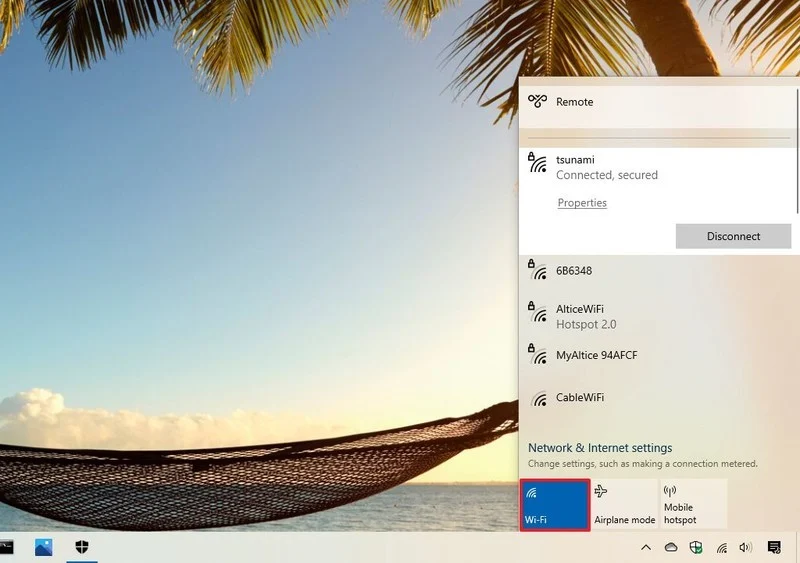 Remote
tsunami
Connected, secured
Properties
Disconnect
6B6348
AlticeWiFi
Hotspot 2.0
MyAltice 94AFCF
CableWiFi
Network & Internet settings
Change settings, such as making a connection metered.
Wi-Fi
Airplane mode
Mobile
hotspot